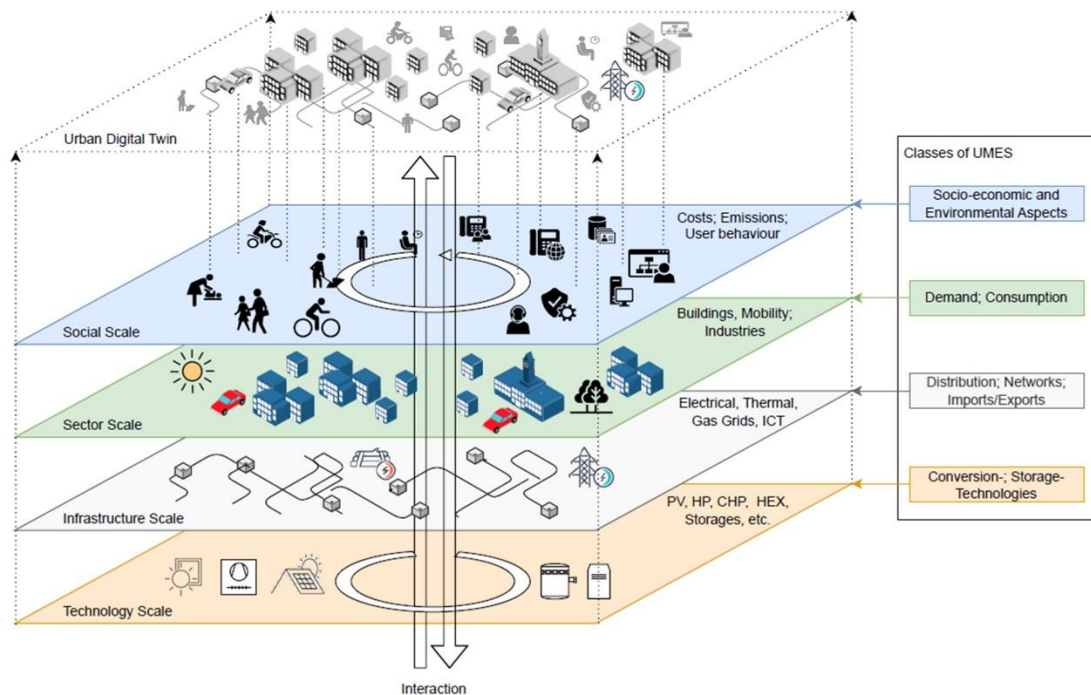 Urban Digital Twin
Classes of UMES
Socio-economic and
Environmental Aspects
Costs; Emissions;
User behaviour
Social Scale
Demand; Consumption
Buildings, Mobility;
Industries
Sector Scale
Distribution; Networks;
Imports/Exports
Electrical, Thermal,
Gas Grids, ICT
Infrastructure Scale
Conversion-; Storage-
Technologies
PV, HP, CHP, HEX,
Storages, etc.
Technology Scale
Interaction